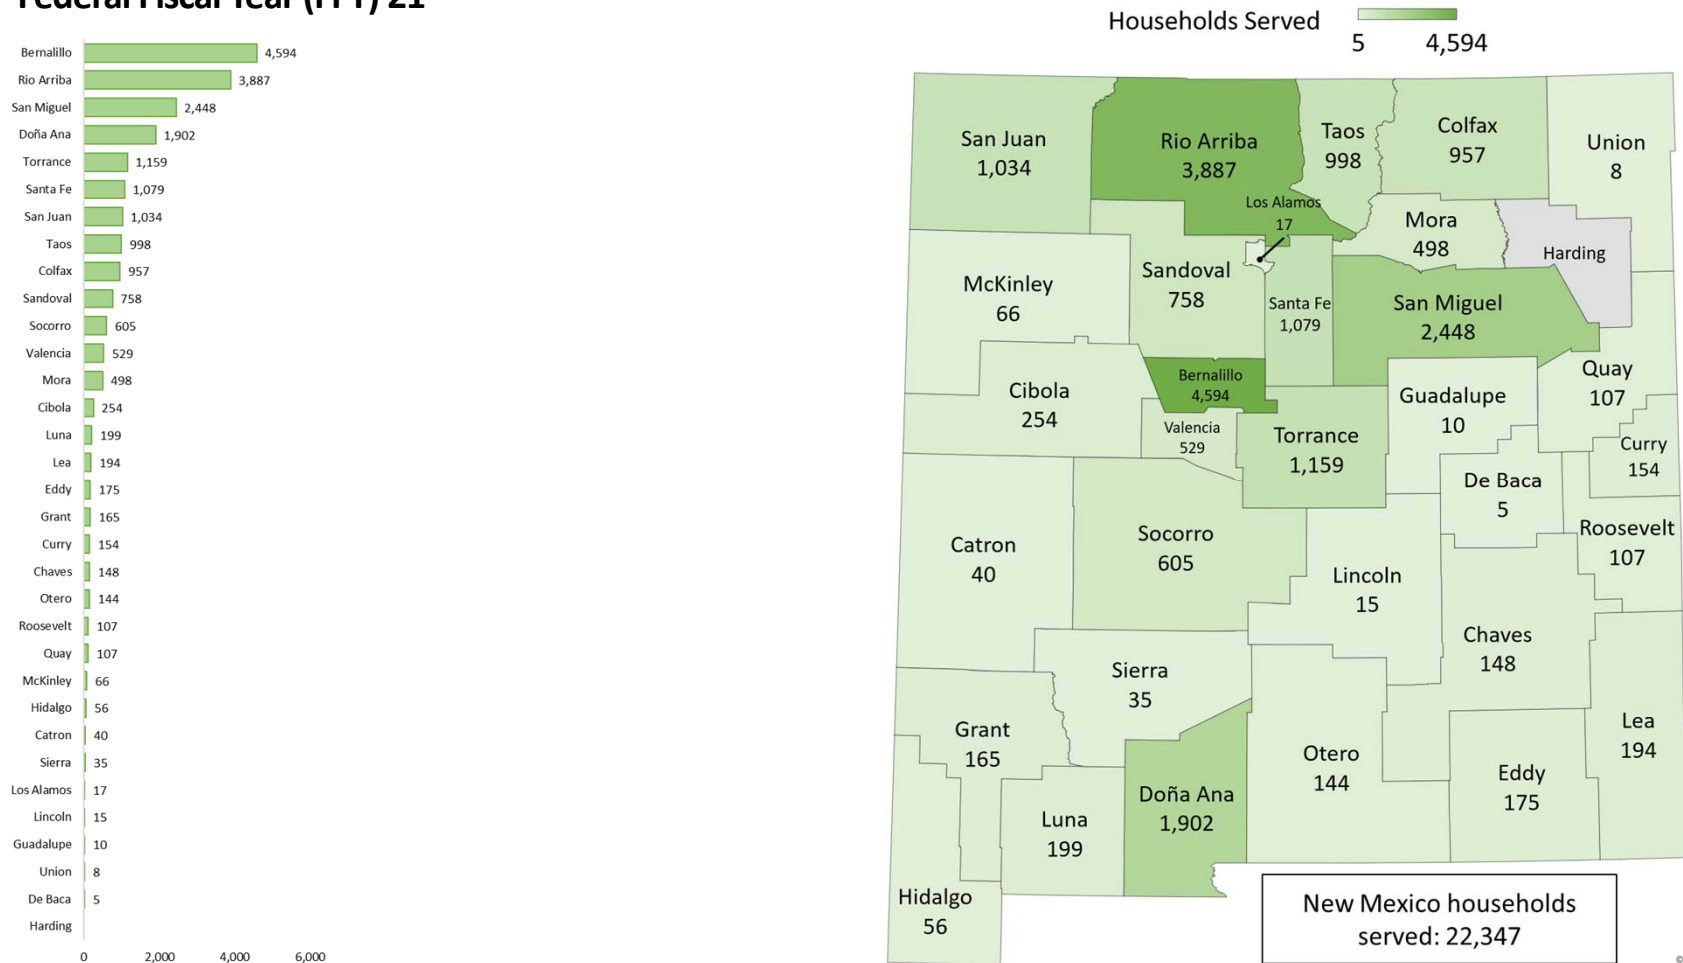 Federal Fiscal Year (FFY) 21
Bernalillo 4,594
Rio Arriba 3,887
San Miguel 2,448
Doña Ana 1,902
Torrance 1,159
Santa Fe 1,079
San Juan 1,034
Taos 998
Colfax 957
Sandoval 758
Socorro 605
Valencia 529
Mora 498
Cibola 254
Luna 199
Lea 194
Eddy 175
Grant 165
Curry 154
Chaves 148
Otero 144
Roosevelt 107
Quay 107
McKinley 66
Hidalgo 56
Catron 40
Sierra 35
Los Alamos 17
Lincoln 15
Guadalupe 10
Union 8
De Baca 5
Harding
0 2,000 4,000 6,000
Households Served
5 4,594
San Juan
1,034
Rio Arriba
3,887
Taos
998
Colfax
957
Union
8
Los Alamos
17
Mora
498
Harding
McKinley
66
Sandoval
758
Santa Fe
1,079
San Miguel
2,448
Quay
107
Cibola
254
Bernalillo
4,594
Valencia
529
Torrance
1,159
Guadalupe
10
Curry
154
De Baca
5
Roosevelt
107
Catron
40
Socorro
605
Lincoln
15
Chaves
148
Sierra
35
Grant
165
Otero
144
Lea
194
Eddy
175
Doña Ana
1,902
Luna
199
Hidalgo
56
New Mexico households
served: 22,347
©